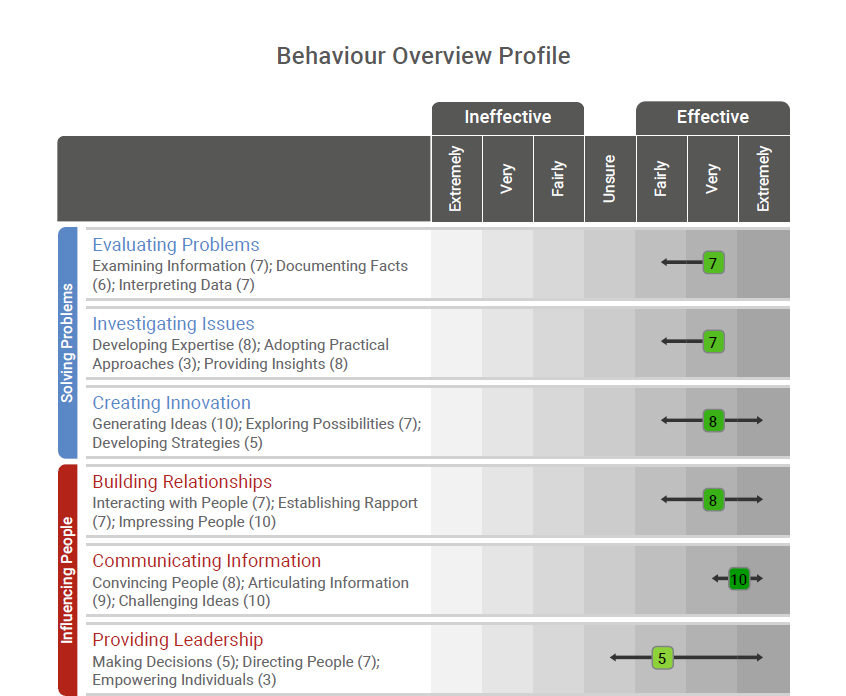 Behaviour Overview Profile
Ineffective
Effective
Extremely
Very
Fairly
Unsure
Fairly
Very
Extremely
Solving Problems
Evaluating Problems
Examining Information (7); Documenting Facts
(6); Interpreting Data (7)
7
Investigating Issues
Developing Expertise (8); Adopting Practical
Approaches (3); Providing Insights (8)
7
Creating Innovation
Generating Ideas (10); Exploring Possibilities (7);
Developing Strategies (5)
8
Influencing People
Building Relationships
Interacting with People (7); Establishing Rapport
(7); Impressing People (10)
8
Communicating Information
Convincing People (8); Articulating Information
(9); Challenging Ideas (10)
10
Providing Leadership
Making Decisions (5); Directing People (7);
Empowering Individuals (3)
5